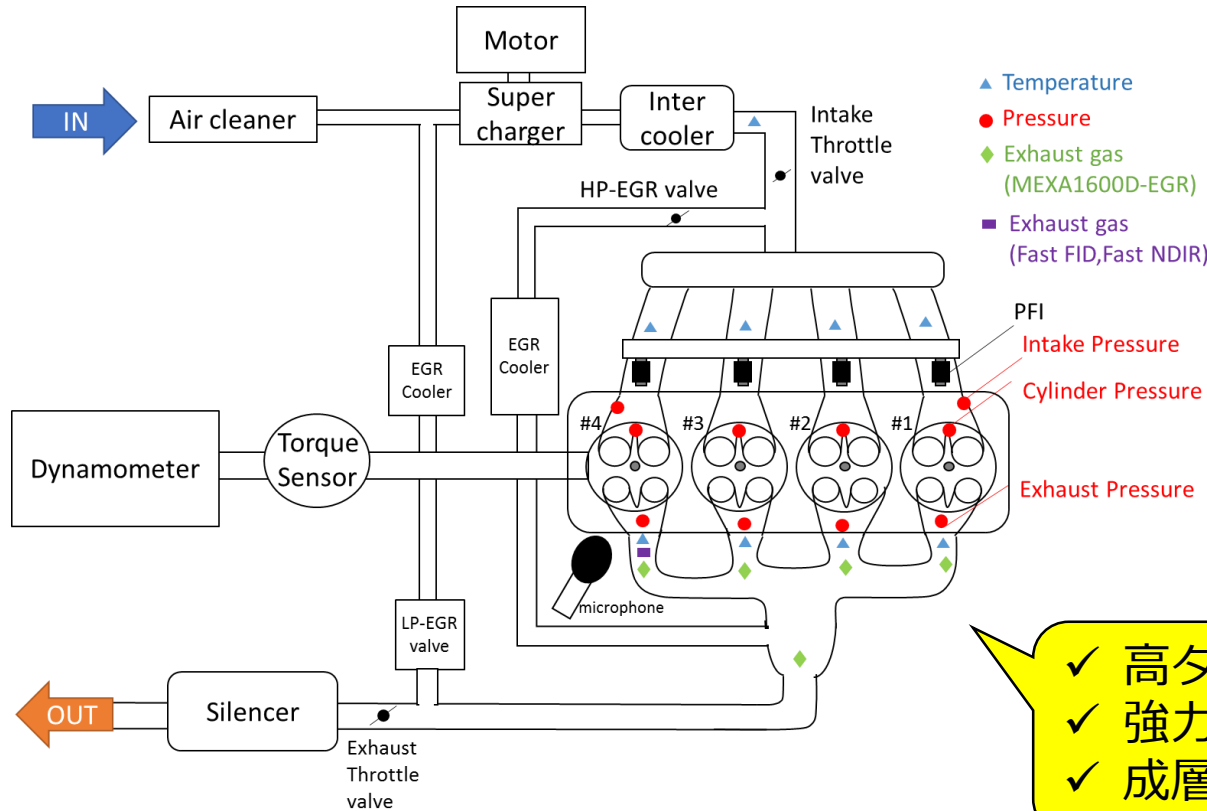 Motor
Temperature
IN
Air cleaner
Super
charger
Inter
cooler
Intake
Throttle
valve
Pressure
Exhaust gas
(MEXA1600D-EGR)
HP-EGR valve
Exhaust gas
(Fast FID,Fast NDIR)
PFI
EGR
Cooler
EGR
Cooler
Intake Pressure
Cylinder Pressure
#4
#3
#2
#1
Dynamometer
Torque
Sensor
Exhaust Pressure
microphone
LP-EGR
valve
OUT
Silencer
Exhaust
Throttle
valve
✓ 高タ
✓ 強力
✓ 成層